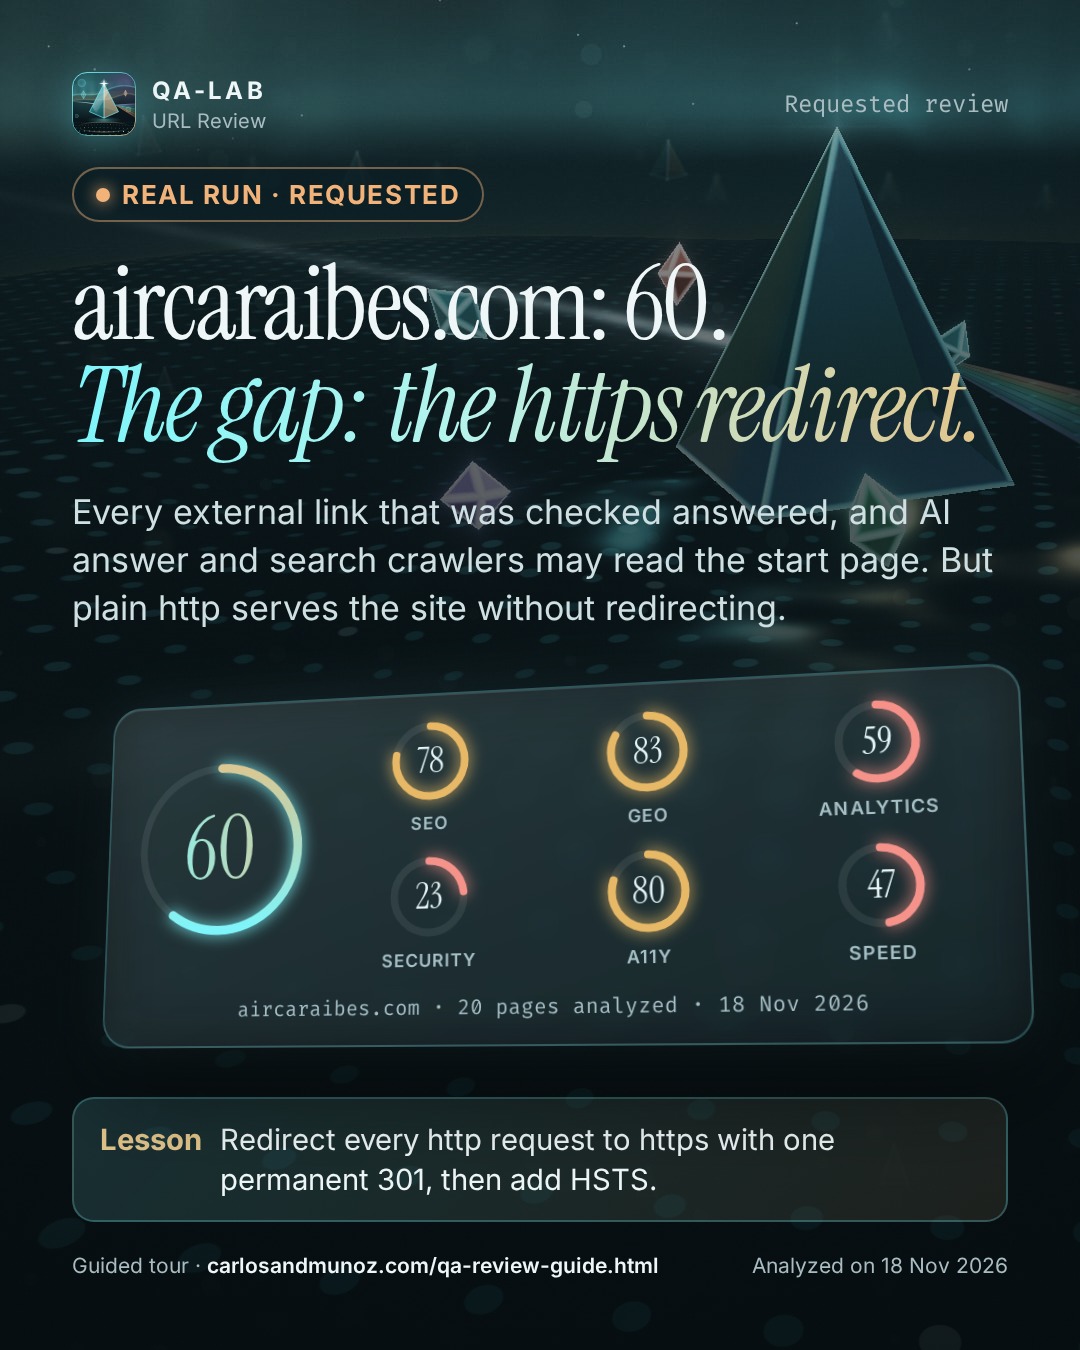 QA-LAB
URL Review
Requested review
REAL RUN · REQUESTED
aircaraibes.com: 60.
The gap: the https redirect.
Every external link that was checked answered, and AI
answer and search crawlers may read the start page. But
plain http serves the site without redirecting.
60
78
SEO
83
GEO
59
ANALYTICS
23
SECURITY
80
A11Y
47
SPEED
aircaraibes.com · 20 pages analyzed · 18 Nov 2026
Lesson
Redirect every http request to https with one
permanent 301, then add HSTS.
Guided tour · carlosandmunoz.com/qa-review-guide.html
Analyzed on 18 Nov 2026